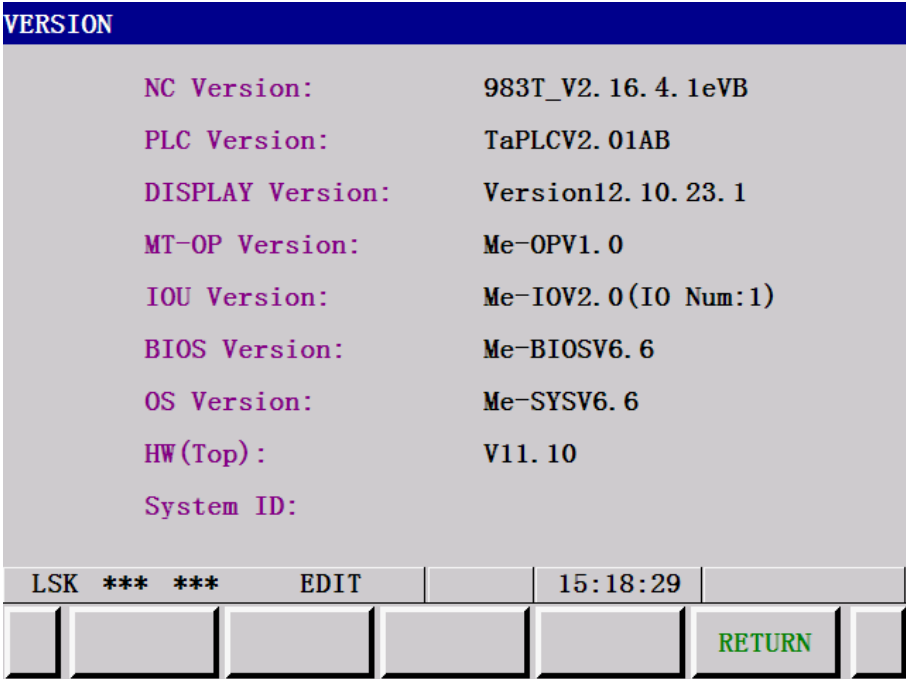 VERSION
NC Version: 983T_V2.16.4.1eVB
PLC Version: TaPLCV2.01AB
DISPLAY Version: Version12.10.23.1
MT-OP Version: Me-OPV1.0
IOU Version: Me-IOV2.0(IO Num:1)
BIOS Version: Me-BIOSV6.6
OS Version: Me-SYSV6.6
HW(Top): V11.10
System ID:
LSK *** *** EDIT 15:18:29
RETURN